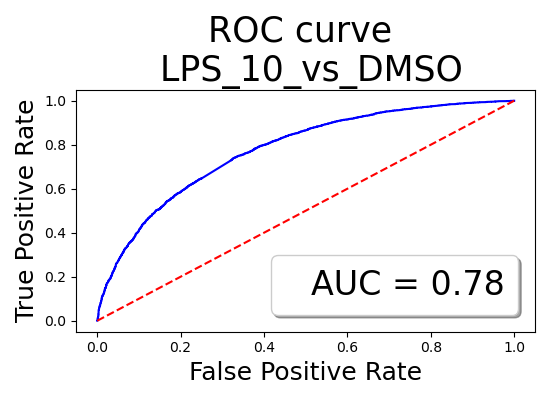 ROC curve
LPS_10_vs_DMSO
True Positive Rate
1.0
0.8
0.6
0.4
0.2
0.0
AUC = 0.78
0.0 0.2 0.4 0.6 0.8 1.0
False Positive Rate